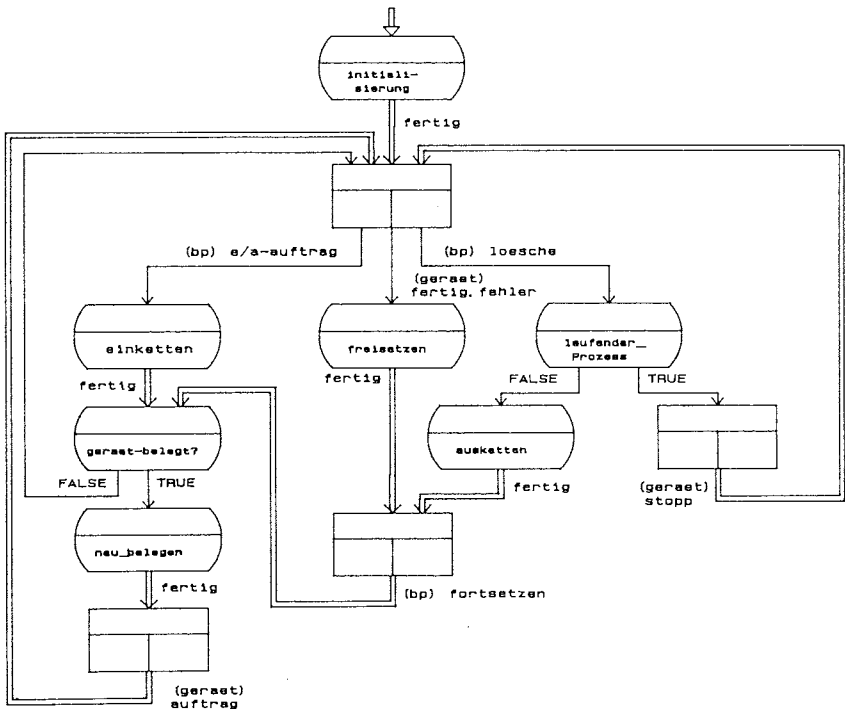 initiali-
sierung
fertig
(bp) e/a-auftrag
(bp) loesche
(geraet)
fertig.fehler
einketten
freisetzen
laufender_
Prozess
fertig
fertig
FALSE
TRUE
geraet-belegt?
ausketten
FALSE
TRUE
fertig
(geraet)
stopp
neu_belegen
fertig
(bp) fortsetzen
(geraet)
auftrag